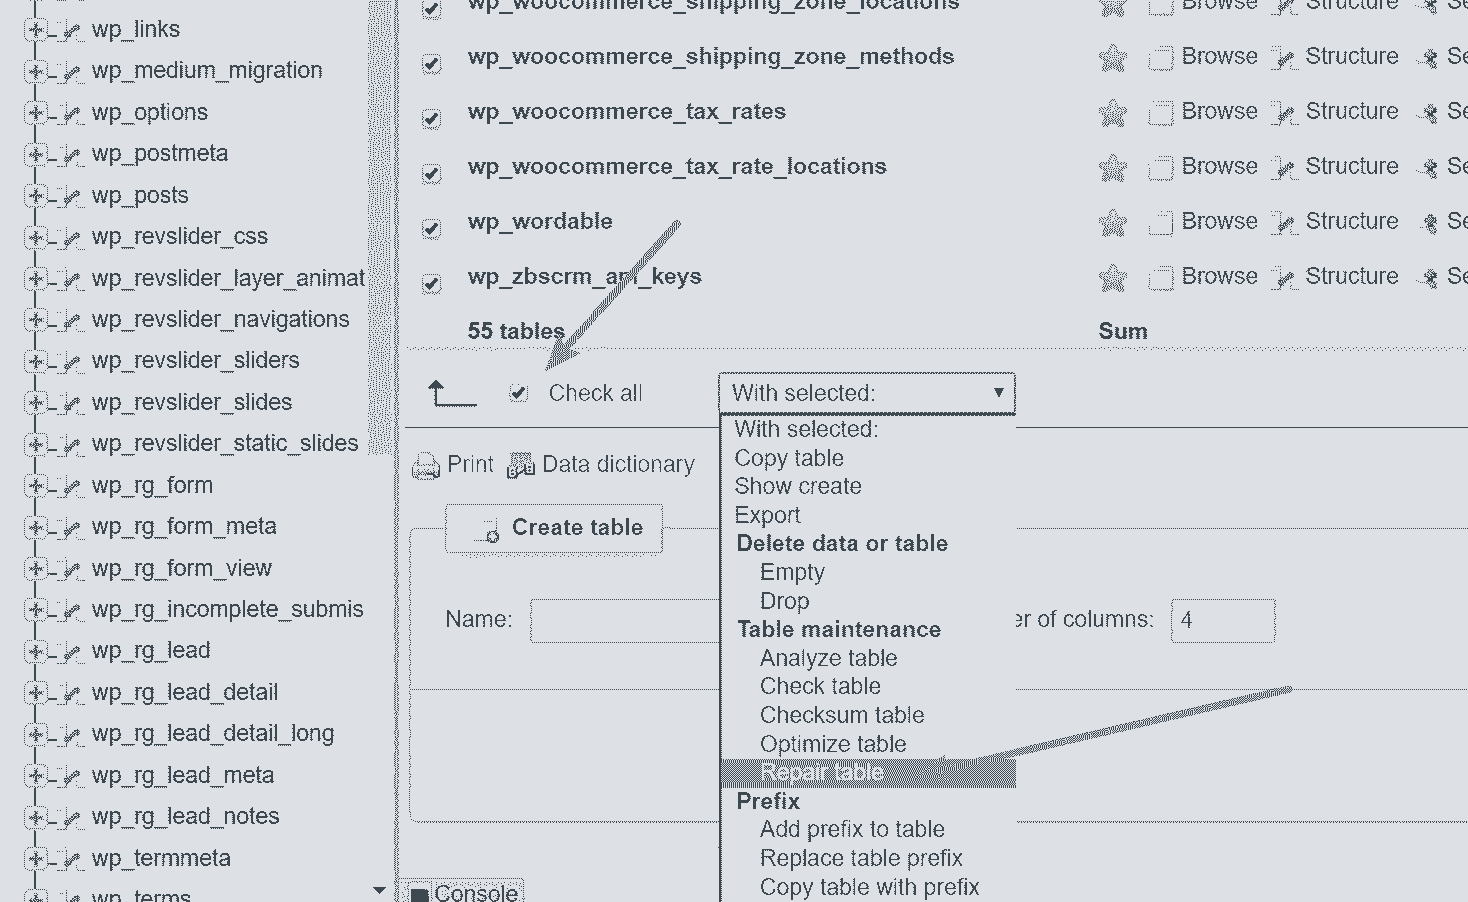 wp_links
wp_medium_migration
wp_options
wp_postmeta
wp_posts
wp_revslider_css
wp_revslider_layer_animat
wp_revslider_navigations
wp_revslider_sliders
wp_revslider_slides
wp_revslider_static_slides
wp_rg_form
wp_rg_form_meta
wp_rg_form_view
wp_rg_incomplete_submis
wp_rg_lead
wp_rg_lead_detail
wp_rg_lead_detail_long
wp_rg_lead_meta
wp_rg_lead_notes
wp_termmeta
wp_terms
wp_woocommerce_shipping_zone_locations Browse Structure Se
wp_woocommerce_shipping_zone_methods Browse Structure Se
wp_woocommerce_tax_rates Browse Structure Se
wp_woocommerce_tax_rate_locations Browse Structure Se
wp_wordable Browse Structure Se
wp_zbscrm_api_keys Browse Structure Se
55 tables Sum
Check all With selected:
With selected:
Copy table
Show create
Export
Delete data or table
Empty
Drop
Table maintenance
Analyze table
Check table
Checksum table
Optimize table
Repair table
Prefix
Add prefix to table
Replace table prefix
Copy table with prefix
Print Data dictionary
Create table
Name: er of columns: 4
Console